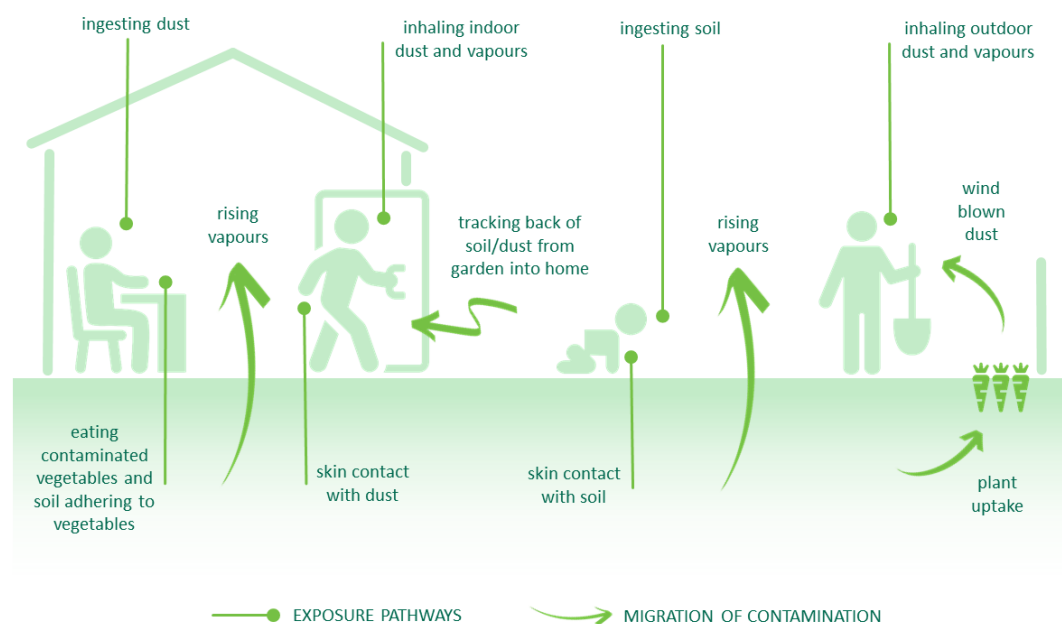 ingesting dust
inhaling indoor
dust and vapours
ingesting soil
inhaling outdoor
dust and vapours
rising
vapours
tracking back of
soil/dust from
garden into home
rising
vapours
wind
blown
dust
eating
contaminated
vegetables and
soil adhering to
vegetables
skin contact
with dust
skin contact
with soil
plant
uptake
EXPOSURE PATHWAYS
MIGRATION OF CONTAMINATION